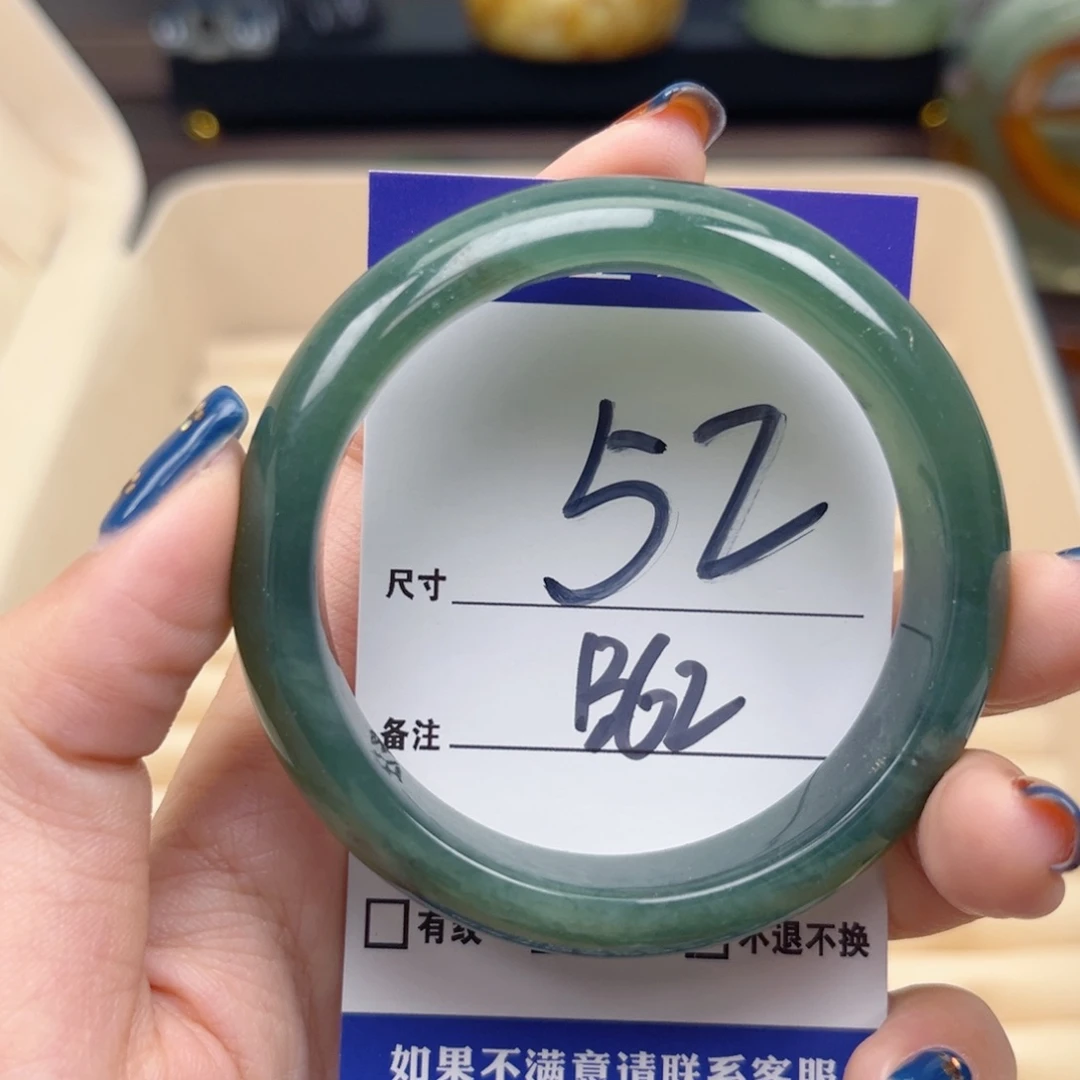 尺寸 52
备注 B62
有纹
不退不换
如果不满意请联系客服